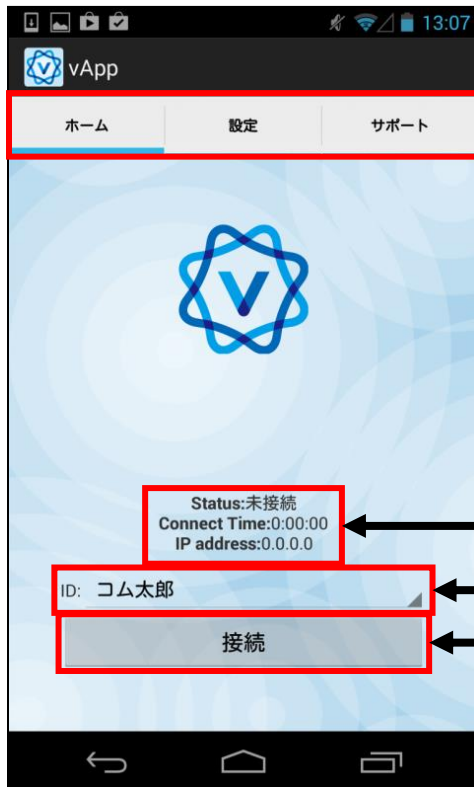 13:07
vApp
ホーム 設定 サポート
V
Status:未接続
Connect Time:0:00:00
IP address:0.0.0.0
ID: コム太郎
接続